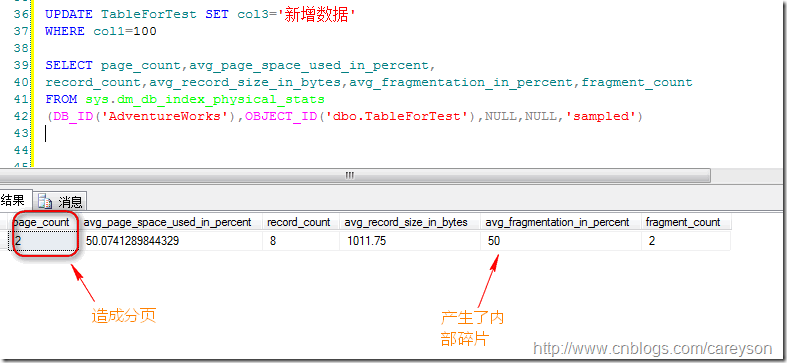 36 UPDATE TableForTest SET col3='新增数据'
37 WHERE col1=100
38
39 SELECT page_count,avg_page_space_used_in_percent,
40 record_count,avg_record_size_in_bytes,avg_fragmentation_in_percent,fragment_count
41 FROM sys.dm_db_index_physical_stats
42 (DB_ID('AdventureWorks'),OBJECT_ID('dbo.TableForTest'),NULL,NULL,'sampled')
43
44
结果 消息
page_count avg_page_space_used_in_percent record_count avg_record_size_in_bytes avg_fragmentation_in_percent fragment_count
2 50.0741289844329 8 1011.75 50 2
造成分页
产生了内
部碎片
http://www.cnblogs.com/careyson